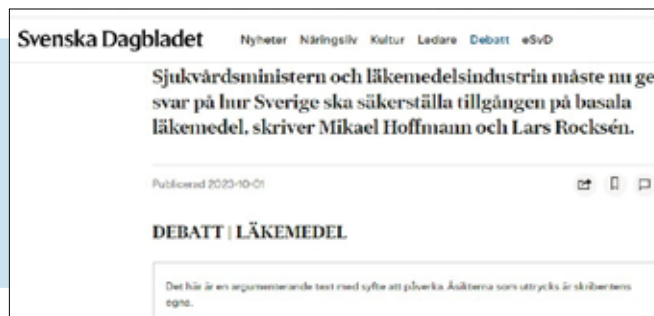 Svenska Dagbladet Nyheter Näringsliv Kultur Ledare Debatt eSvD
Sjukvårdsministern och läkemedelsindustrin måste nu ge
svar på hur Sverige ska säkerställa tillgången på basala
läkemedel, skriver Mikael Hoffmann och Lars Rocksén.
Publicerad 2023-10-01
DEBATT | LÄKEMEDEL
Det här är en argumenterande text med syfte att påverka. Åsikterna som uttrycks är skribentens
egna.